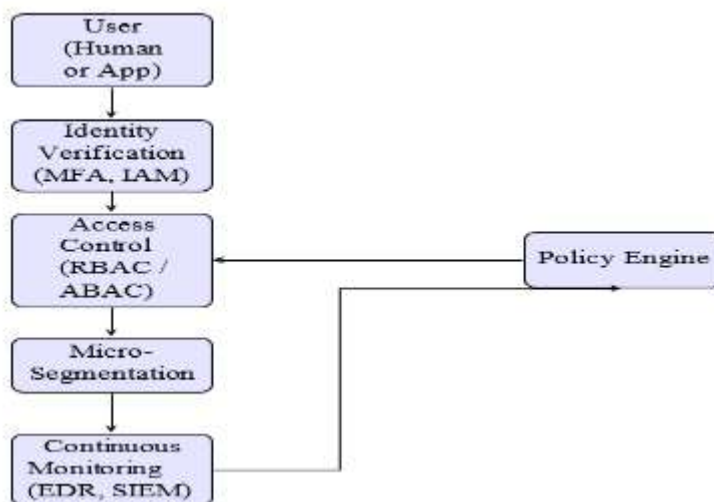 User
(Human
or App)
Identity
Verification
(MFA, IAM)
Access
Control
(RBAC /
ABAC)
Policy Engine
Micro-
Segmentation
Continuous
Monitoring
(EDR, SIEM)